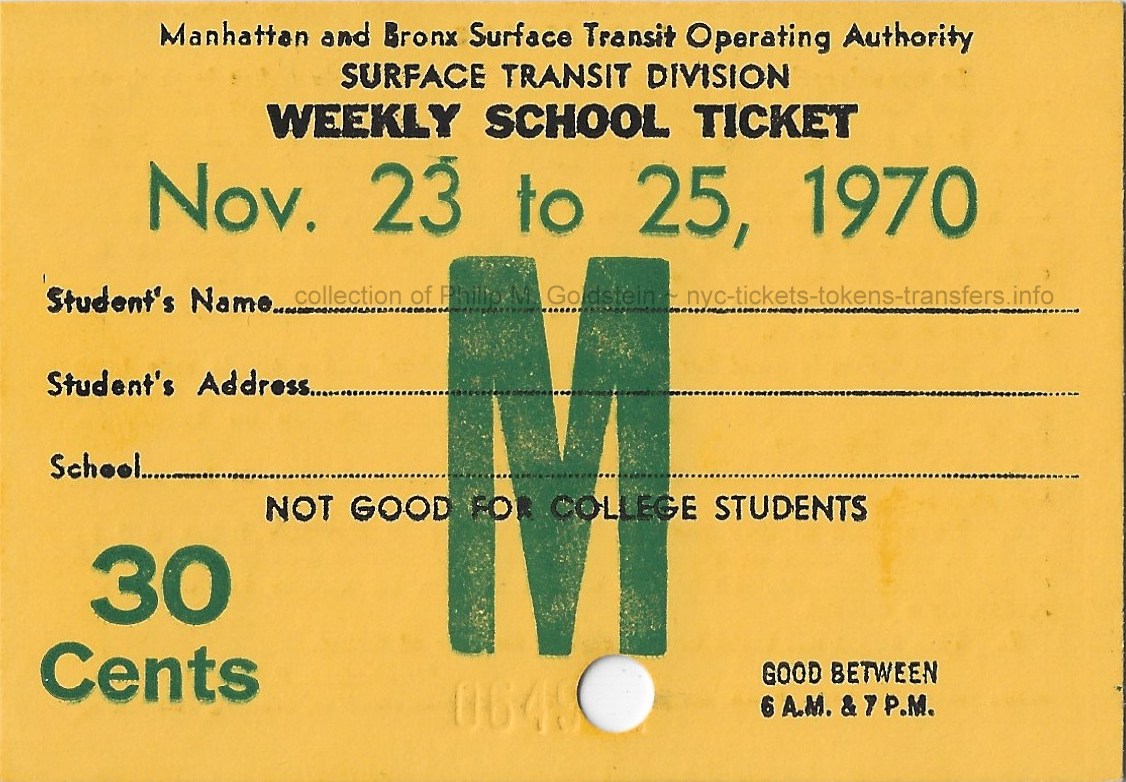 Manhattan and Bronx Surface Transit Operating Authority
SURFACE TRANSIT DIVISION
WEEKLY SCHOOL TICKET
Nov. 23 to 25, 1970
Student's Name
collection of Philip M. Goldstein ~ nyc-tickets-tokens-transfers.info
Student's Address
School
M
NOT GOOD FOR COLLEGE STUDENTS
30
Cents
GOOD BETWEEN
6 A.M. & 7 P.M.